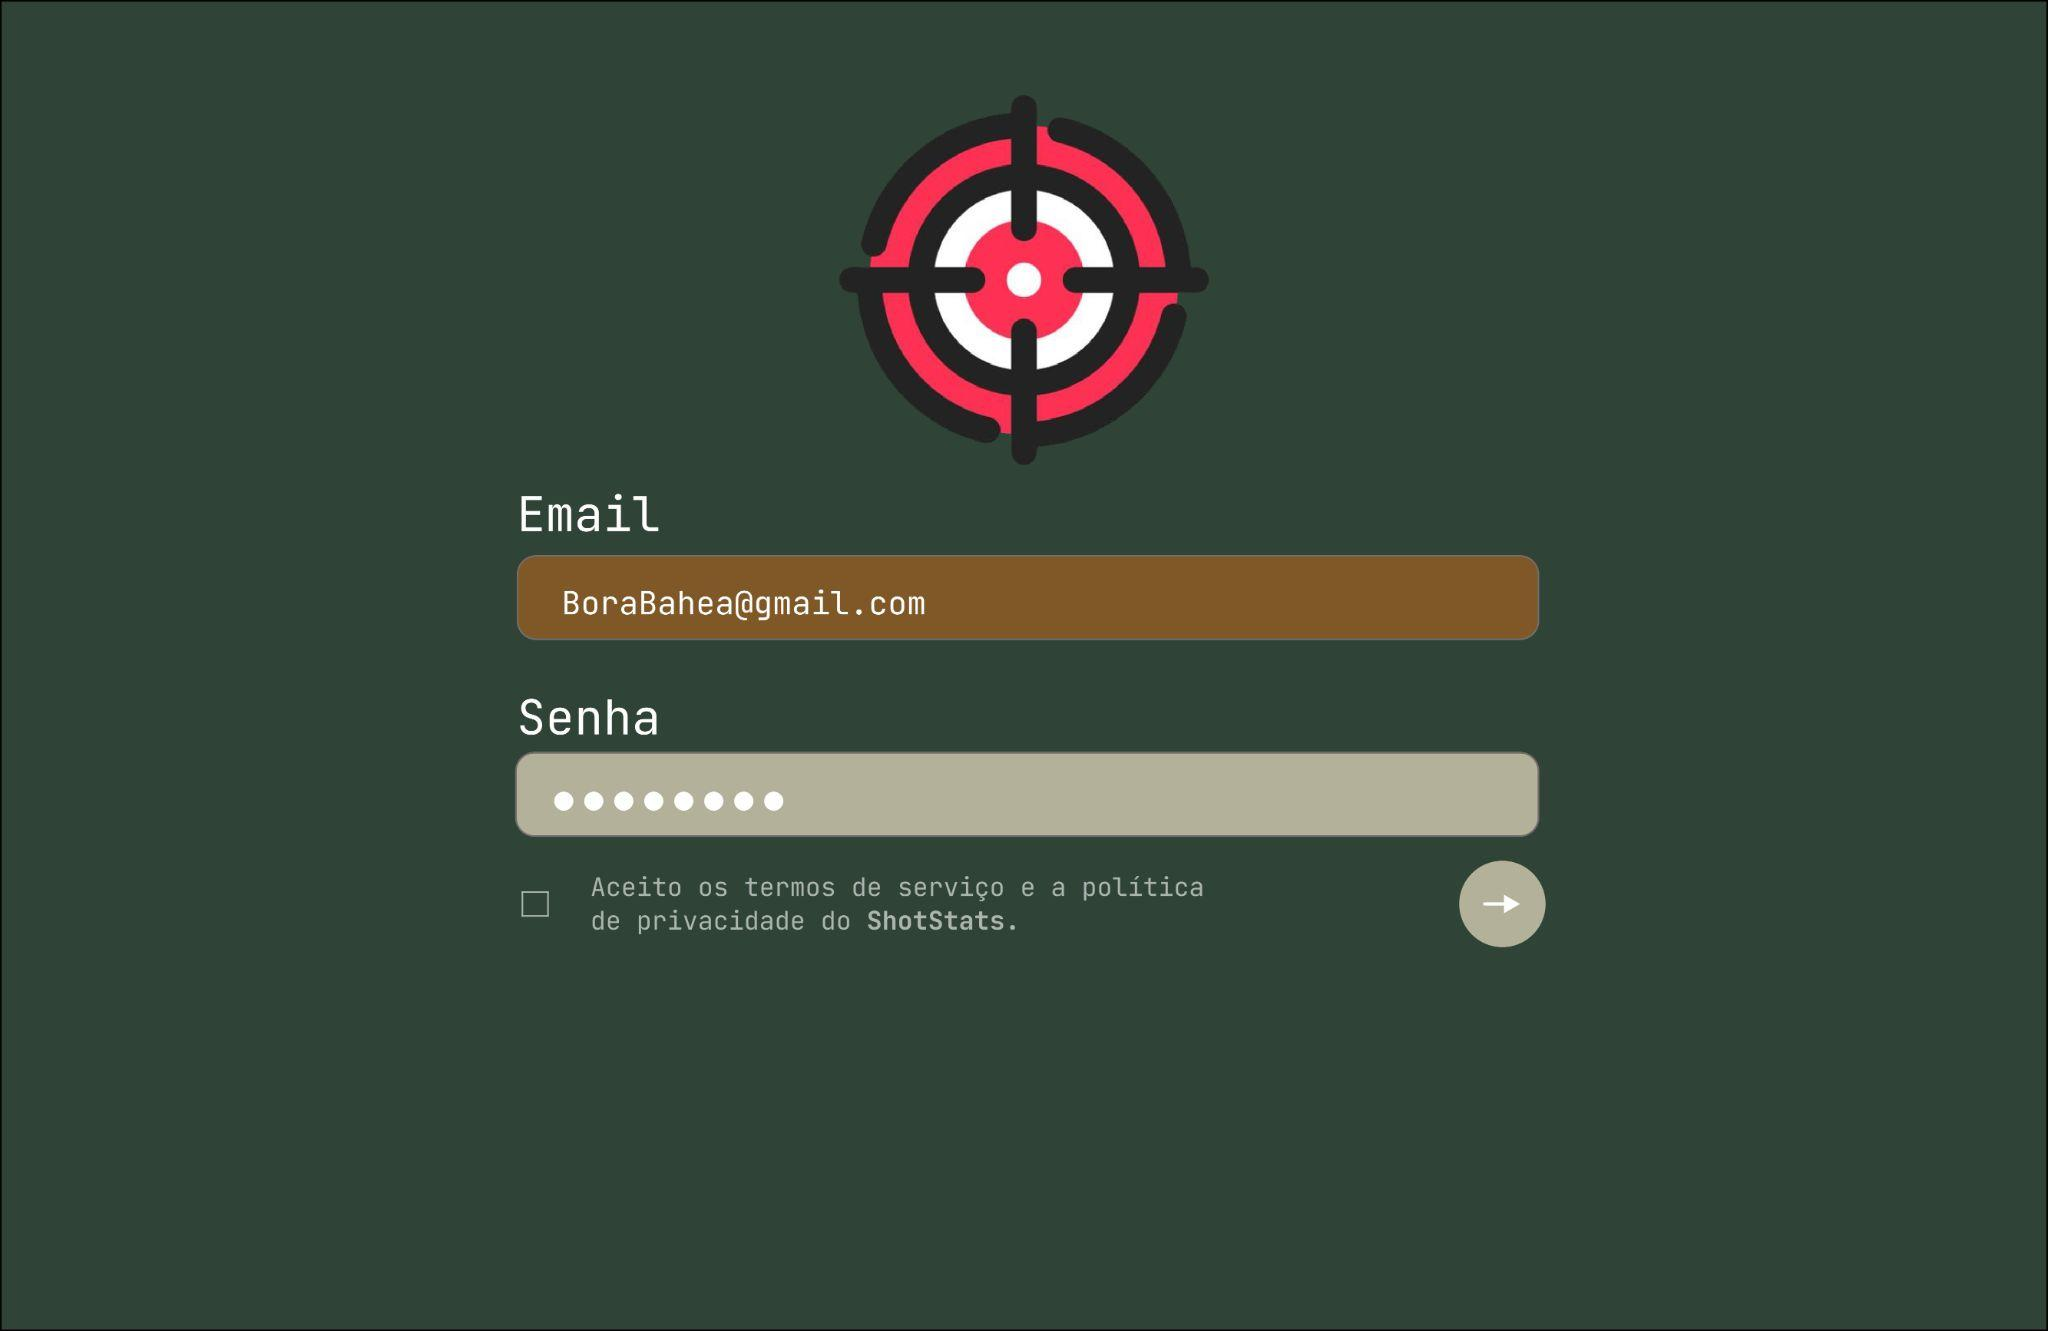 Email
BoraBahea@gmail.com
Senha
Aceito os termos de serviço e a política
de privacidade do ShotStats.